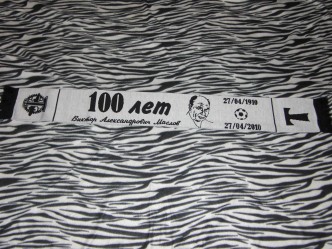 100 лет
Виктор Александрович Маслов
27/04/1910
27/04/2010
Т